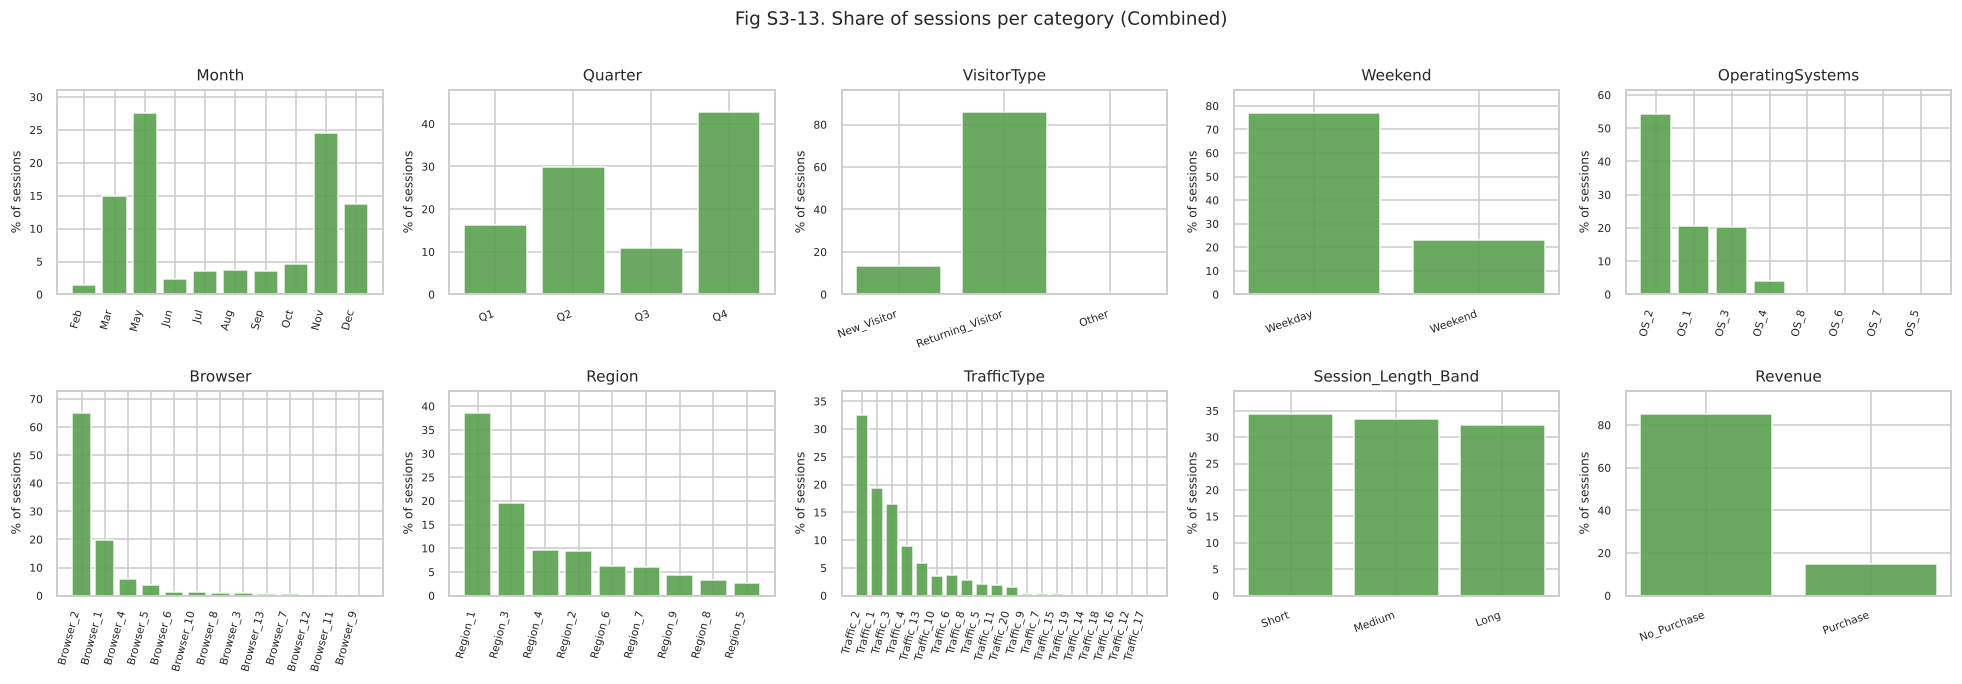 Fig S3-13. Share of sessions per category (Combined)
Month
% of sessions
30
25
20
15
10
5
0
Feb
Mar
May
Jun
Jul
Aug
Sep
Oct
Nov
Dec
Quarter
% of sessions
40
30
20
10
0
Q1
Q2
Q3
Q4
VisitorType
% of sessions
80
60
40
20
0
New_Visitor
Returning_Visitor
Other
Weekend
% of sessions
80
70
60
50
40
30
20
10
0
Weekday
Weekend
OperatingSystems
% of sessions
60
50
40
30
20
10
0
OS_2
OS_1
OS_3
OS_4
OS_8
OS_6
OS_7
OS_5
Browser
% of sessions
70
60
50
40
30
20
10
0
Browser_2
Browser_1
Browser_4
Browser_5
Browser_6
Browser_10
Browser_8
Browser_3
Browser_13
Browser_7
Browser_12
Browser_11
Browser_9
Region
% of sessions
40
35
30
25
20
15
10
5
0
Region_1
Region_3
Region_4
Region_2
Region_6
Region_7
Region_9
Region_8
Region_5
TrafficType
% of sessions
35
30
25
20
15
10
5
0
Traffic_2
Traffic_1
Traffic_3
Traffic_4
Traffic_13
Traffic_10
Traffic_6
Traffic_8
Traffic_5
Traffic_11
Traffic_20
Traffic_9
Traffic_7
Traffic_15
Traffic_19
Traffic_14
Traffic_18
Traffic_16
Traffic_12
Traffic_17
Session_Length_Band
% of sessions
35
30
25
20
15
10
5
0
Short
Medium
Long
Revenue
% of sessions
80
60
40
20
0
No_Purchase
Purchase